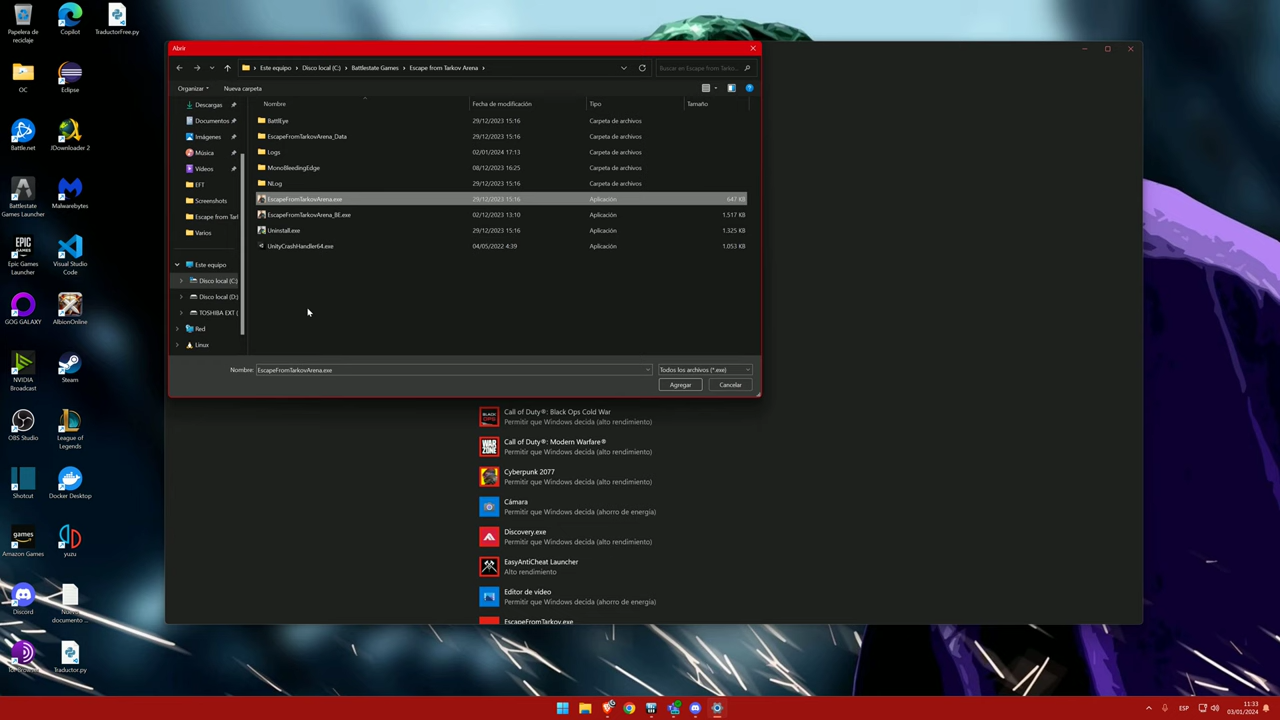 Papelera de
reciclaje
Copilot
TraductorFree.py
OC
Eclipse
Battle.net
JDownloader 2
Battlestate
Games Launcher
Malwarebytes
Epic
Games
Launcher
Visual Studio
Code
GOG GALAXY
AlbionOnline
NVIDIA
Broadcast
Steam
OBS Studio
League of
Legends
Shotcut
Docker Desktop
Amazon Games
yuzu
Discord
documento ...
Traductor.py
Abrir
Este equipo
Disco local (C:)
Battlestate Games
Escape from Tarkov Arena
Buscar en Escape from Tarko...
Organizar
Nueva carpeta
Nombre
Fecha de modificación
Tipo
Tamaño
Descargas
Documentos
Imágenes
Música
Vídeos
EFT
Screenshots
Escape from Tarl
Varios
Este equipo
Disco local (C:)
Disco local (D:)
TOSHIBA EXT (
Red
Linux
BattlEye 29/12/2023 15:16 Carpeta de archivos
EscapeFromTarkovArena_Data 29/12/2023 15:16 Carpeta de archivos
Logs 02/01/2024 17:13 Carpeta de archivos
MonoBleedingEdge 08/12/2023 16:25 Carpeta de archivos
NLog 29/12/2023 15:16 Carpeta de archivos
EscapeFromTarkovArena.exe 29/12/2023 15:16 Aplicación 647 KB
EscapeFromTarkovArena_BE.exe 02/12/2023 13:10 Aplicación 1.517 KB
Uninstall.exe 29/12/2023 15:16 Aplicación 1.325 KB
UnityCrashHandler64.exe 04/05/2022 4:39 Aplicación 1.053 KB
Nombre: EscapeFromTarkovArena.exe
Todos los archivos (*.exe)
Agregar
Cancelar
Call of Duty®: Black Ops Cold War
Permitir que Windows decida (alto rendimiento)
Call of Duty®: Modern Warfare®
Permitir que Windows decida (alto rendimiento)
Cyberpunk 2077
Permitir que Windows decida (alto rendimiento)
Cámara
Permitir que Windows decida (ahorro de energía)
Discovery.exe
Permitir que Windows decida (alto rendimiento)
EasyAntiCheat Launcher
Alto rendimiento
Editor de vídeo
Permitir que Windows decida (ahorro de energía)
EscapeFromTarkov.exe
ESP
11:33
03/01/2024